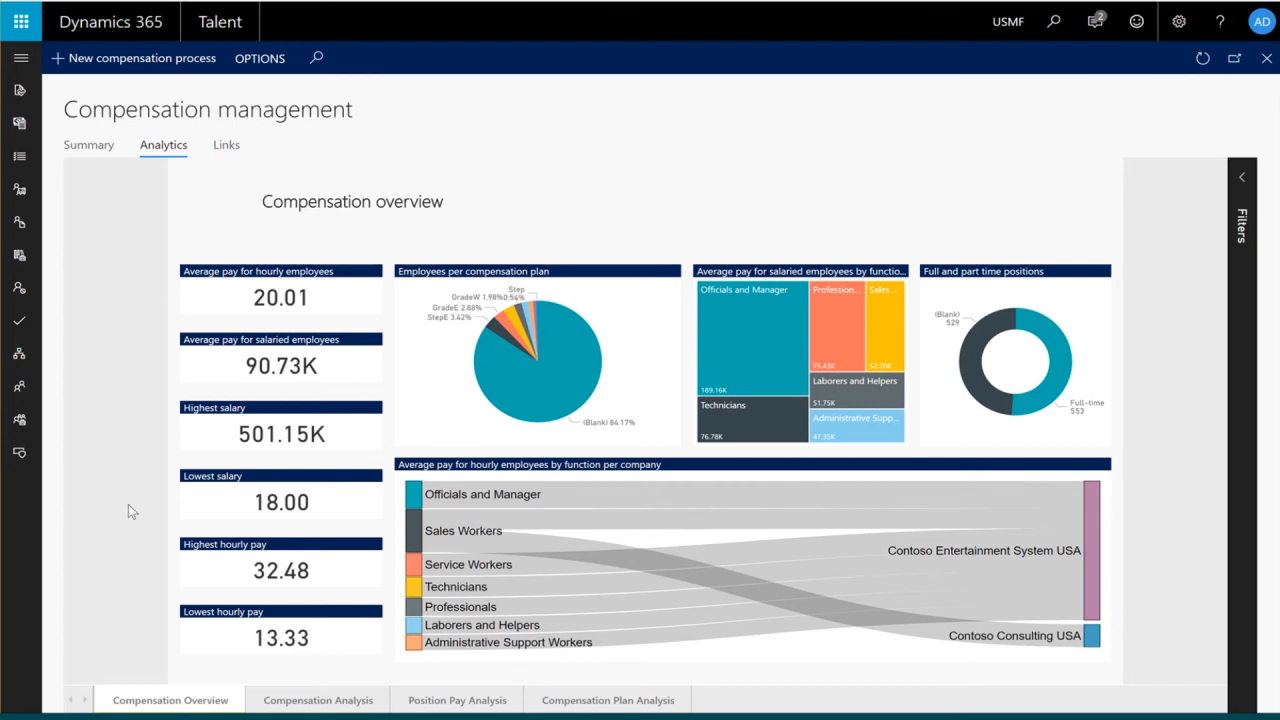 Dynamics 365
Talent
USMF
2
AD
New compensation process
OPTIONS
Compensation management
Summary
Analytics
Links
Filters
Compensation overview
Average pay for hourly employees
20.01
Average pay for salaried employees
90.73K
Highest salary
501.15K
Lowest salary
18.00
Highest hourly pay
32.48
Lowest hourly pay
13.33
Employees per compensation plan
Step
0.54%
GradeW 1.98%
GradeE 2.88%
StepE 3.42%
(Blank) 84.17%
Average pay for salaried employees by functio...
Officials and Manager
189.16K
Technicians
76.78K
Profession...
75.43K
Sales ...
52.20K
Laborers and Helpers
51.75K
Administrative Supp...
47.35K
Full and part time positions
(Blank)
529
Full-time
553
Average pay for hourly employees by function per company
Officials and Manager
Sales Workers
Service Workers
Technicians
Professionals
Laborers and Helpers
Administrative Support Workers
Contoso Entertainment System USA
Contoso Consulting USA
Compensation Overview
Compensation Analysis
Position Pay Analysis
Compensation Plan Analysis